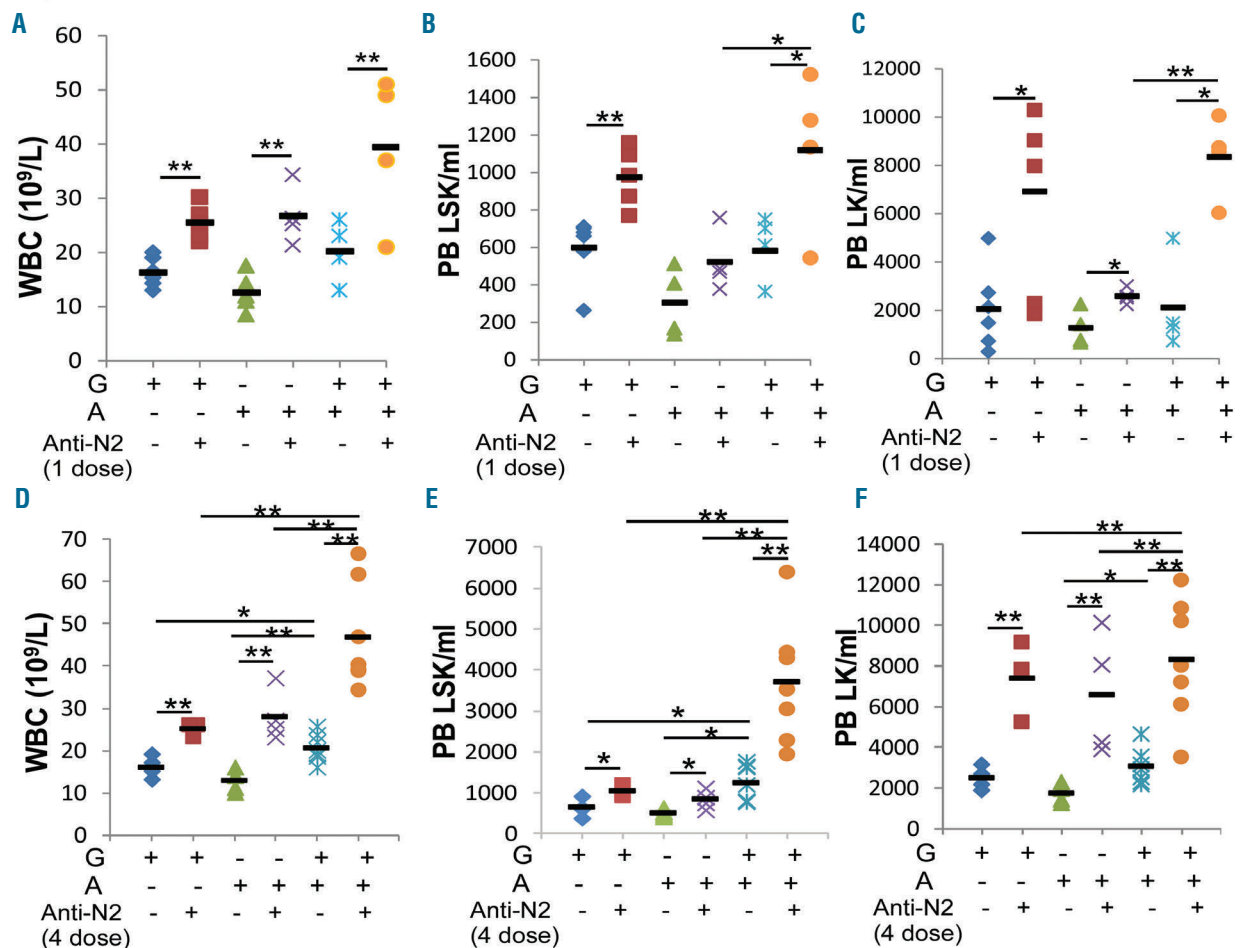 A
WBC (10⁹/L)
60
50
40
30
20
10
0
** ** **
G + + - - + +
A - - + + + +
Anti-N2 - + - + - +
(1 dose)
B
PB LSK/ml
1600
1400
1200
1000
800
600
400
200
0
*
*
**
G + + - - + +
A - - + + + +
Anti-N2 - + - + - +
(1 dose)
C
PB LK/ml
12000
10000
8000
6000
4000
2000
0
**
*
*
*
G + + - - + +
A - - + + + +
Anti-N2 - + - + - +
(1 dose)
D
WBC (10⁹/L)
70
60
50
40
30
20
10
0
**
**
**
*
**
**
**
G + + - - + +
A - - + + + +
Anti-N2 - + - + - +
(4 dose)
E
PB LSK/ml
7000
6000
5000
4000
3000
2000
1000
0
**
**
**
*
*
*
*
G + + - - + +
A - - + + + +
Anti-N2 - + - + - +
(4 dose)
F
PB LK/ml
14000
12000
10000
8000
6000
4000
2000
0
**
**
**
*
**
**
G + + - - + +
A - - + + + +
Anti-N2 - + - + - +
(4 dose)